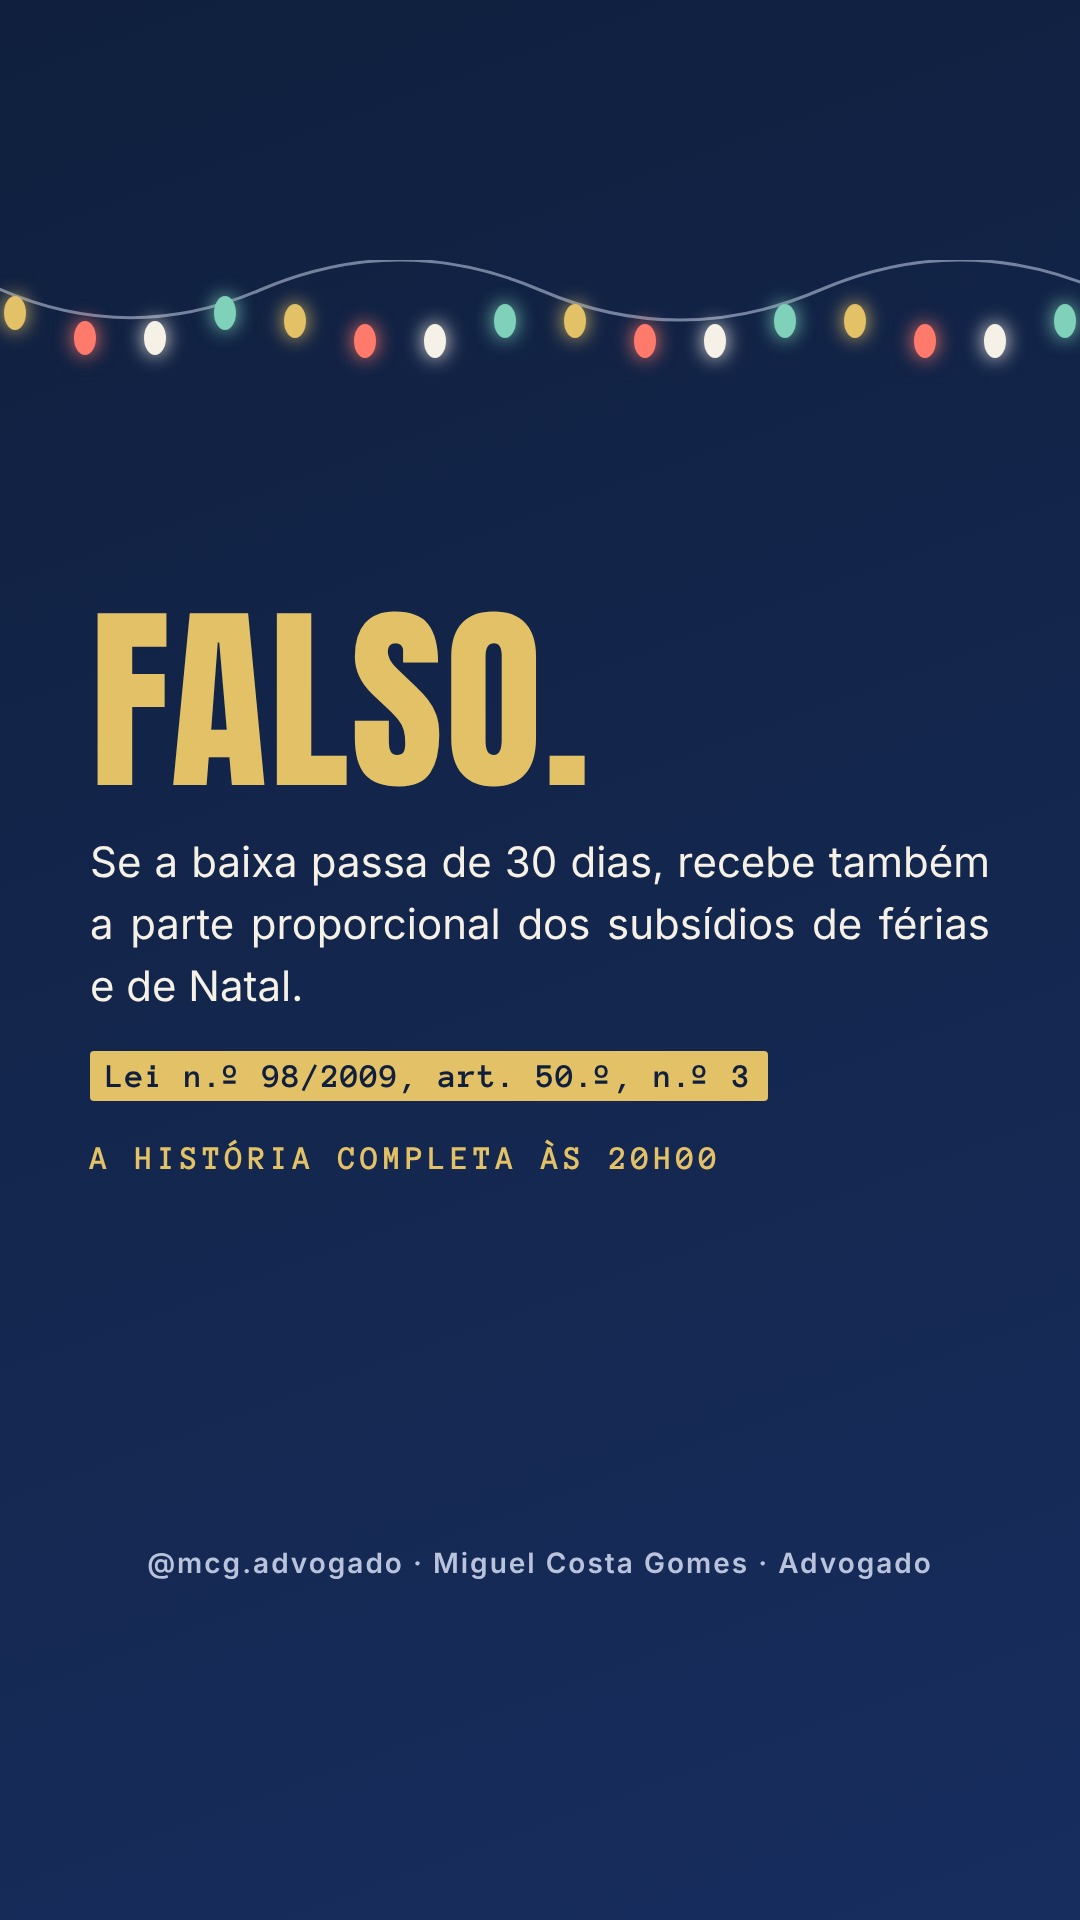 FALSO.
Se a baixa passa de 30 dias, recebe também
a parte proporcional dos subsídios de férias
e de Natal.
Lei n.º 98/2009, art. 50.º, n.º 3
A HISTÓRIA COMPLETA ÀS 20H00
@mcg.advogado · Miguel Costa Gomes · Advogado